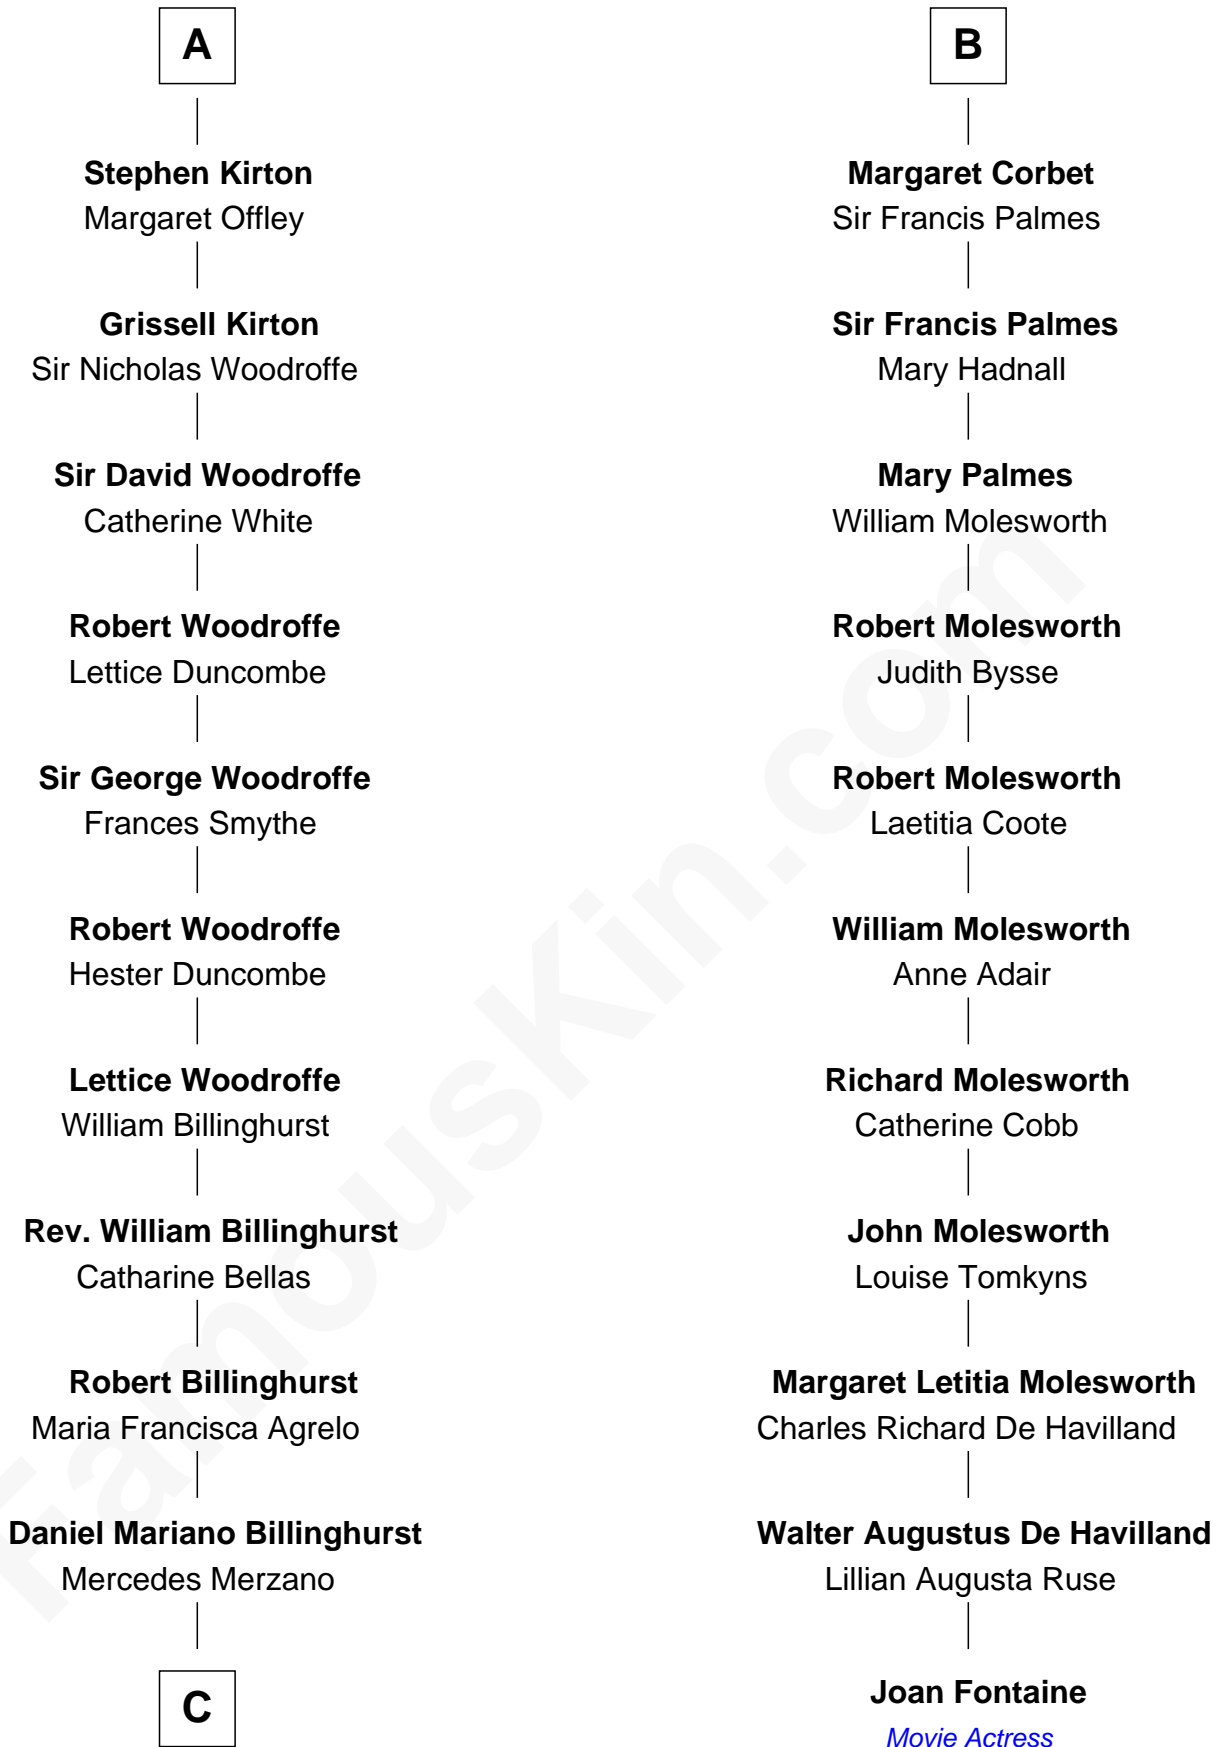 A
Stephen Kirton
Margaret Offley
Grissell Kirton
Sir Nicholas Woodroffe
Sir David Woodroffe
Catherine White
Robert Woodroffe
Lettice Duncombe
Sir George Woodroffe
Frances Smythe
Robert Woodroffe
Hester Duncombe
Lettice Woodroffe
William Billinghurst
Rev. William Billinghurst
Catharine Bellas
Robert Billinghurst
Maria Francisca Agrelo
Daniel Mariano Billinghurst
Mercedes Merzano
C
B
Margaret Corbet
Sir Francis Palmes
Sir Francis Palmes
Mary Hadnall
Mary Palmes
William Molesworth
Robert Molesworth
Judith Bysse
Robert Molesworth
Laetitia Coote
William Molesworth
Anne Adair
Richard Molesworth
Catherine Cobb
John Molesworth
Louise Tomkyns
Margaret Letitia Molesworth
Charles Richard De Havilland
Walter Augustus De Havilland
Lillian Augusta Ruse
Joan Fontaine
Movie Actress
FamousKin.com